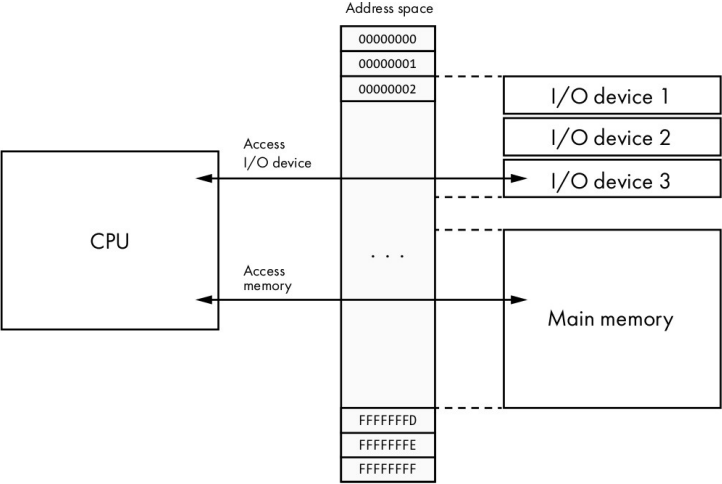 Address space
00000000
00000001
00000002
I/O device 1
I/O device 2
I/O device 3
Access
I/O device
CPU
. . .
Access
memory
Main memory
FFFFFFFD
FFFFFFFE
FFFFFFFF